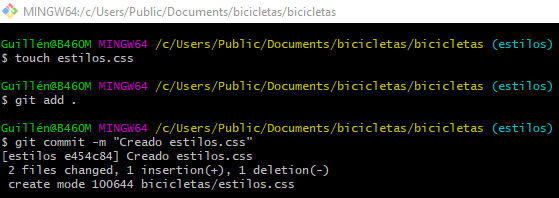 MINGW64:/c/Users/Public/Documents/bicicletas/bicicletas
Guillén@B460M MINGW64 /c/Users/Public/Documents/bicicletas/bicicletas (estilos)
$ touch estilos.css
Guillén@B460M MINGW64 /c/Users/Public/Documents/bicicletas/bicicletas (estilos)
$ git add .
Guillén@B460M MINGW64 /c/Users/Public/Documents/bicicletas/bicicletas (estilos)
$ git commit -m "Creado estilos.css"
[estilos e454c84] Creado estilos.css
2 files changed, 1 insertion(+), 1 deletion(-)
create mode 100644 bicicletas/estilos.css